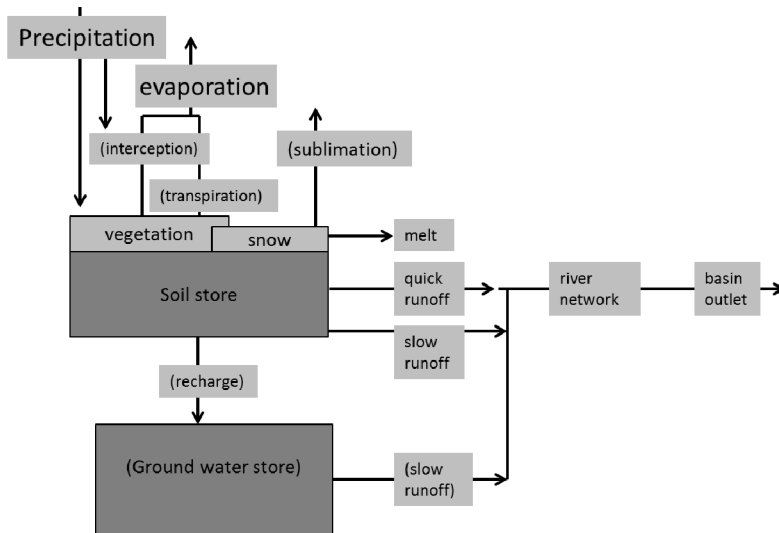 Precipitation
evaporation
(interception)
(sublimation)
(transpiration)
vegetation
snow
melt
Soil store
quick
runoff
river
network
basin
outlet
slow
runoff
(recharge)
(Ground water store)
(slow
runoff)